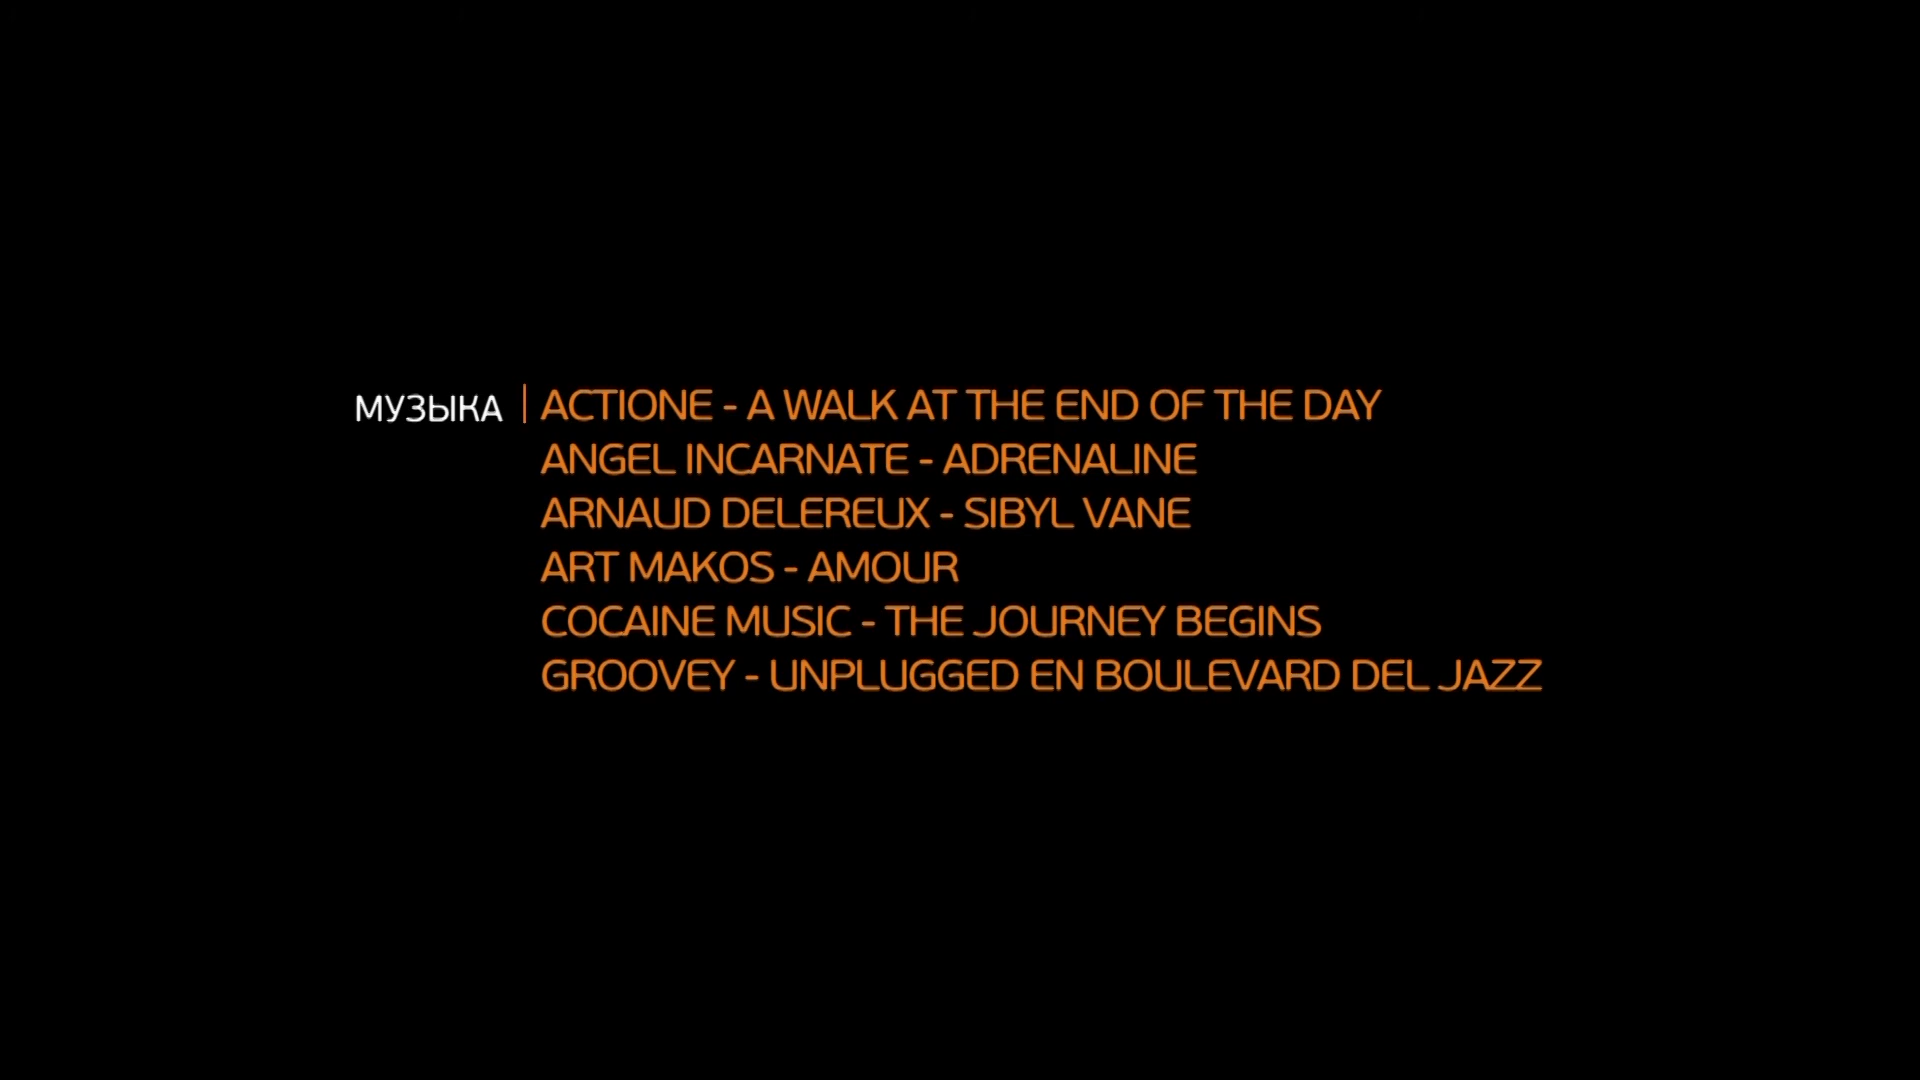 МУЗЫКА | ACTIONE - A WALK AT THE END OF THE DAY
ANGEL INCARNATE - ADRENALINE
ARNAUD DELEREUX - SIBYL VANE
ART MAKOS - AMOUR
COCAINE MUSIC - THE JOURNEY BEGINS
GROOVEY - UNPLUGGED EN BOULEVARD DEL JAZZ